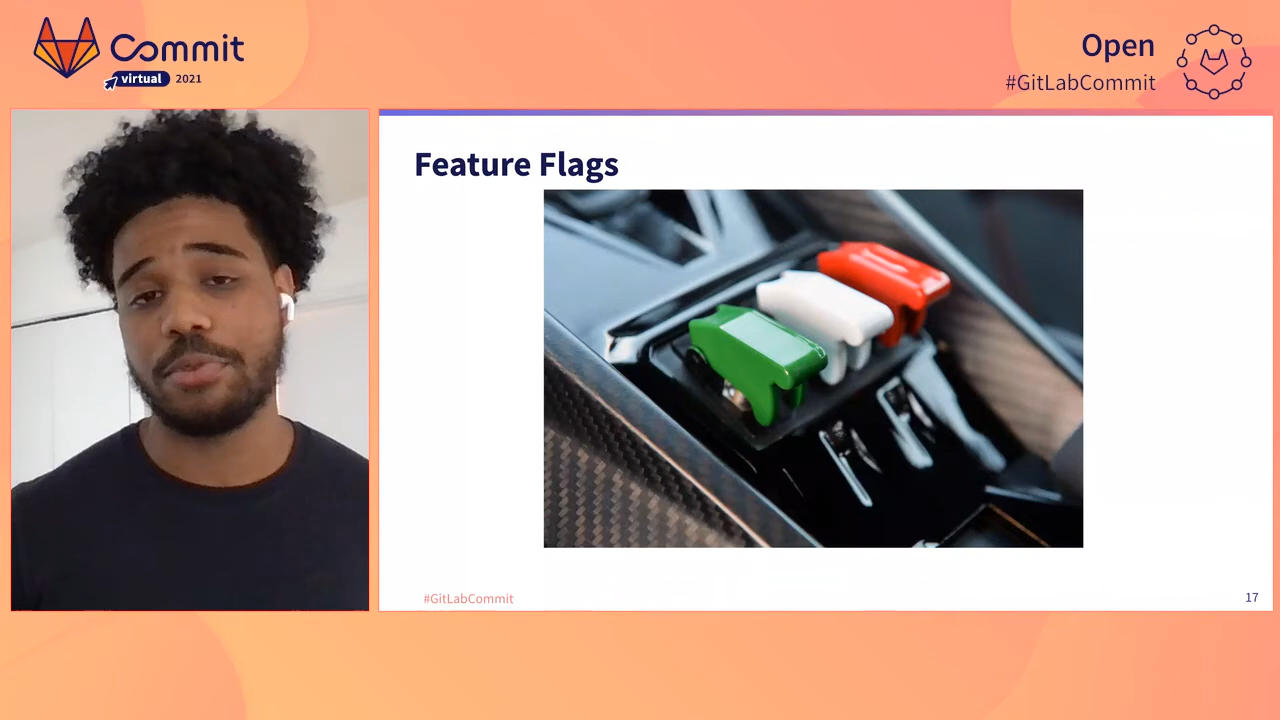 Commit
virtual 2021
Open
#GitLabCommit
Feature Flags
#GitLabCommit
17